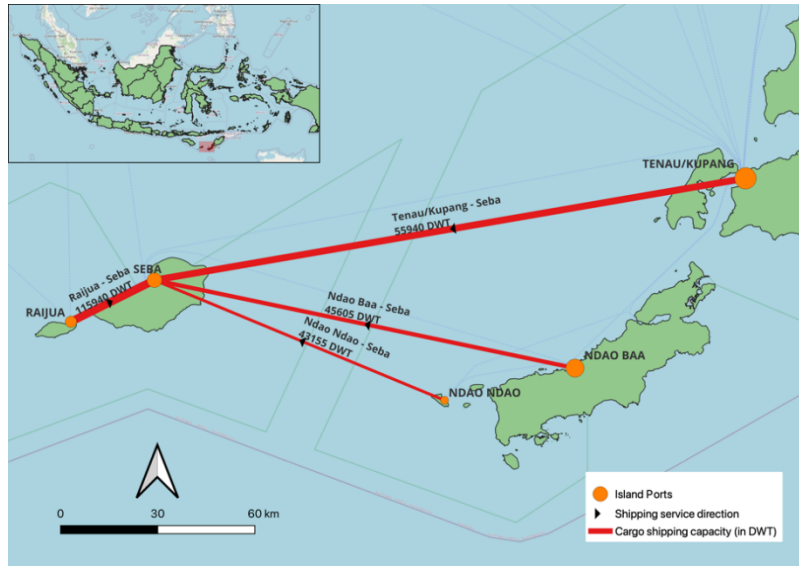 TENAU/KUPANG
Tenau/Kupang - Seba
55940 DWT
SEBA
Raijua - Seba
115940 DWT
RAIJUA
Ndao Baa - Seba
45605 DWT
Ndao Ndao - Seba
43155 DWT
NDAO BAA
NDAO NDAO
Island Ports
Shipping service direction
Cargo shipping capacity (in DWT)
0 30 60 km